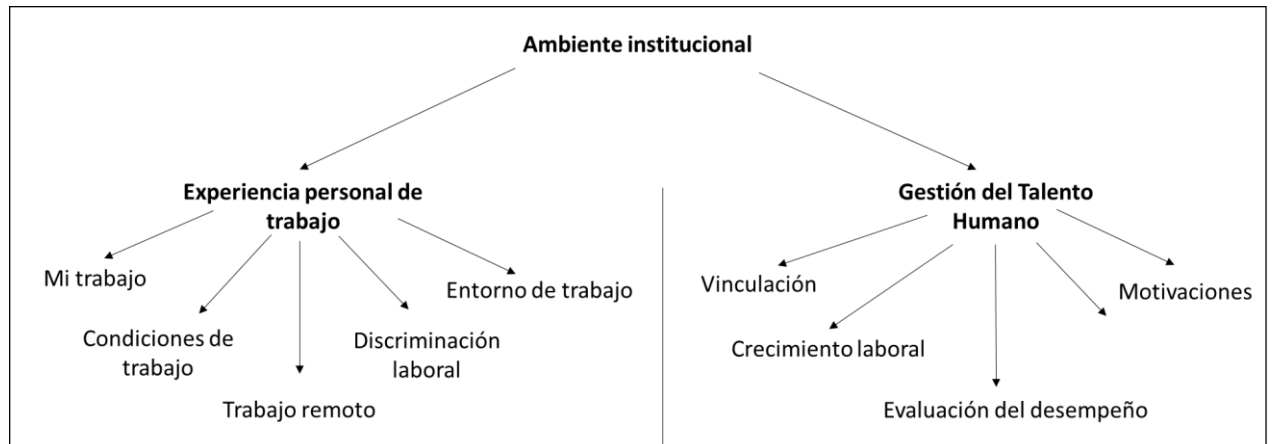 Ambiente institucional
Experiencia personal de
trabajo
Mi trabajo
Condiciones de
trabajo
Trabajo remoto
Discriminación
laboral
Entorno de trabajo
Gestión del Talento
Humano
Vinculación
Crecimiento laboral
Evaluación del desempeño
Motivaciones